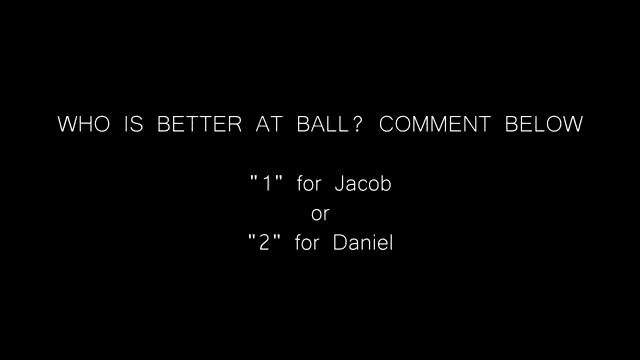 WHO IS BETTER AT BALL? COMMENT BELOW
"1" for Jacob
or
"2" for Daniel